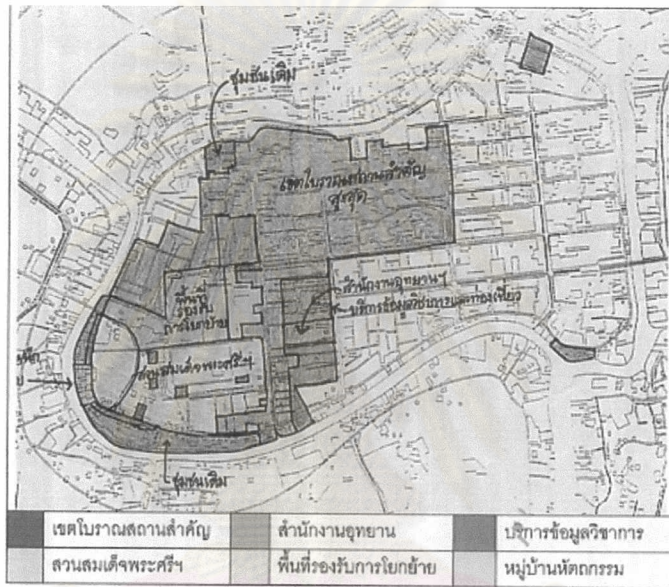 ชุมชนเดิม
เขตโบราณสถานสำคัญ
สูงสุด
สำนักงานอุทยานฯ
บริการข้อมูลวิชาการและท่องเที่ยว
พื้นที่
รองรับ
การโยกย้าย
สวนสมเด็จพระศรีฯ
ชุมชนเดิม
เขตโบราณสถานสำคัญ
สำนักงานอุทยาน
บริการข้อมูลวิชาการ
สวนสมเด็จพระศรีฯ
พื้นที่รองรับการโยกย้าย
หมู่บ้านหัตถกรรม